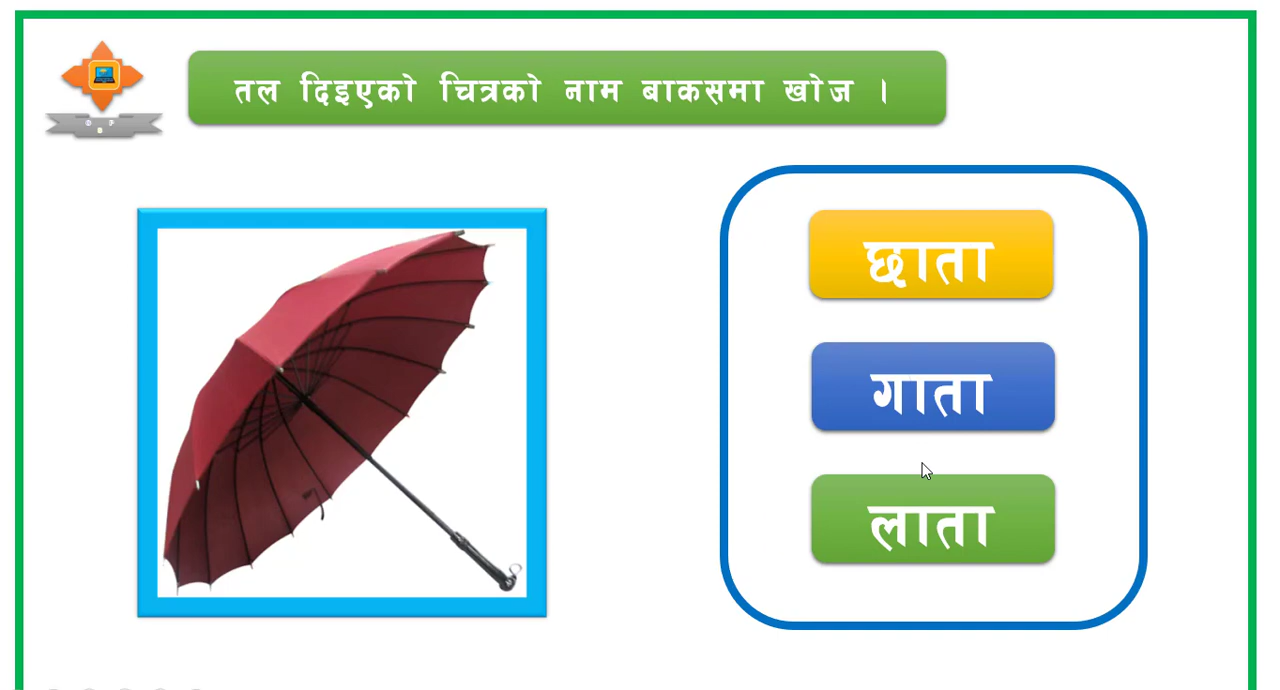 तल दिइएको चित्रको नाम बाकसमा खोज ।
छाता
गाता
लाता